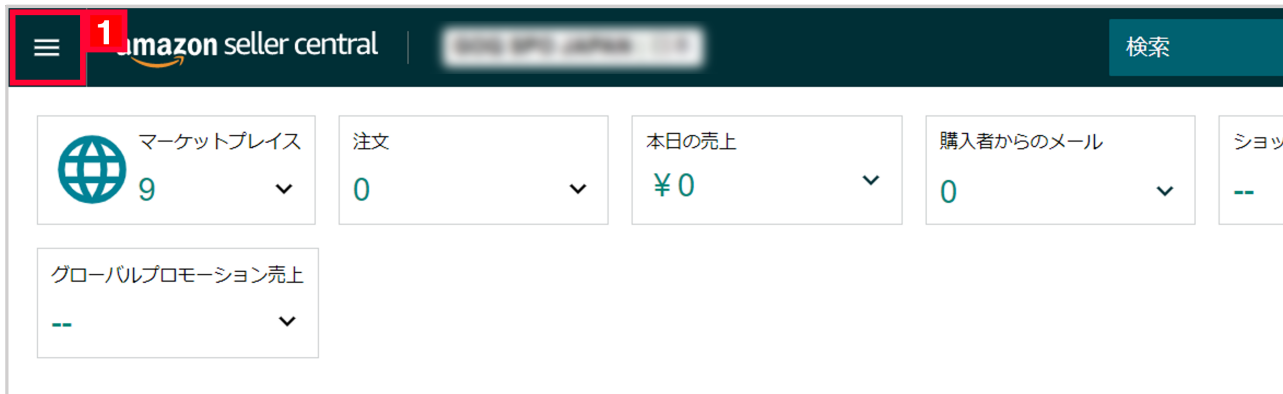 1
amazon seller central
検索
マーケットプレイス
9
注文
0
本日の売上
¥0
購入者からのメール
0
ショッ
--
グローバルプロモーション売上
--